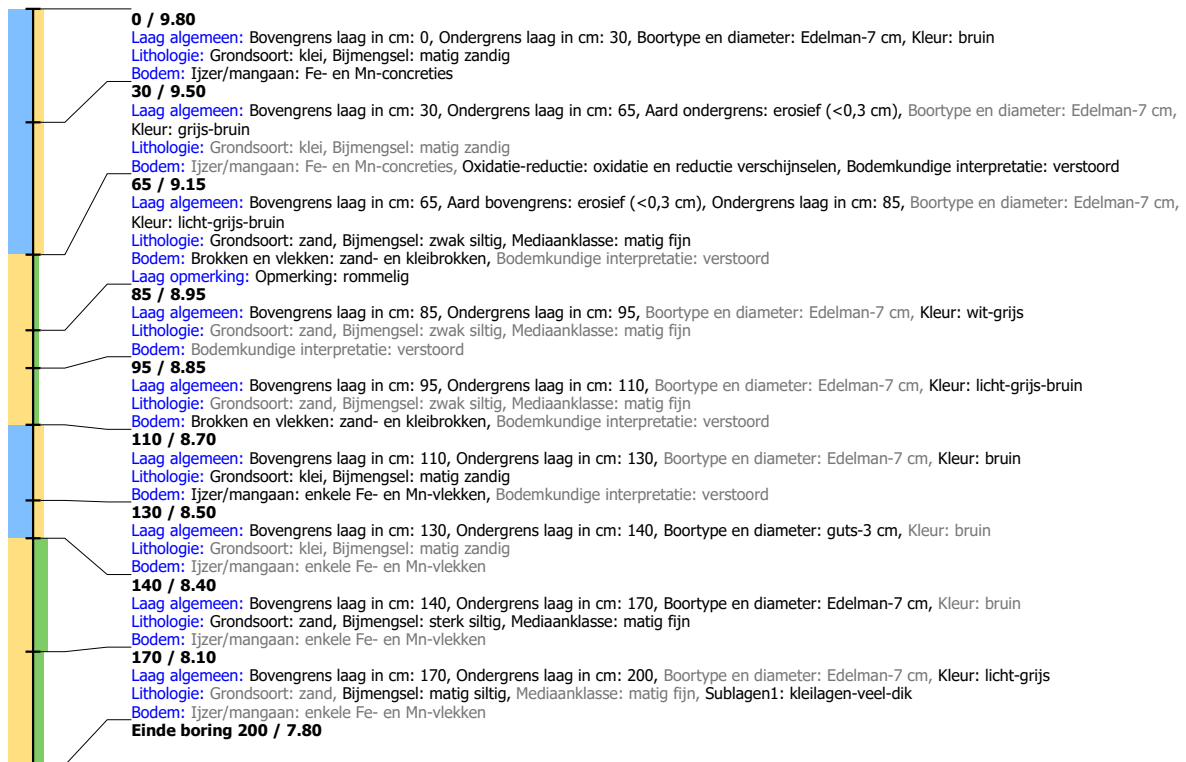 0 / 9.80
Laag algemeen: Bovengrens laag in cm: 0, Ondergrens laag in cm: 30, Boortype en diameter: Edelman-7 cm, Kleur: bruin
Lithologie: Grondsoort: klei, Bijmengsel: matig zandig
Bodem: Ijzer/mangaan: Fe- en Mn-concreties
30 / 9.50
Laag algemeen: Bovengrens laag in cm: 30, Ondergrens laag in cm: 65, Aard ondergrens: erosief (<0,3 cm), Boortype en diameter: Edelman-7 cm,
Kleur: grijs-bruin
Lithologie: Grondsoort: klei, Bijmengsel: matig zandig
Bodem: Ijzer/mangaan: Fe- en Mn-concreties, Oxidatie-reductie: oxidatie en reductie verschijnselen, Bodemkundige interpretatie: verstoord
65 / 9.15
Laag algemeen: Bovengrens laag in cm: 65, Aard bovengrens: erosief (<0,3 cm), Ondergrens laag in cm: 85, Boortype en diameter: Edelman-7 cm,
Kleur: licht-grijs-bruin
Lithologie: Grondsoort: zand, Bijmengsel: zwak siltig, Mediaanklasse: matig fijn
Bodem: Brokken en vlekken: zand- en kleibrokken, Bodemkundige interpretatie: verstoord
Laag opmerking: Opmerking: rommelig
85 / 8.95
Laag algemeen: Bovengrens laag in cm: 85, Ondergrens laag in cm: 95, Boortype en diameter: Edelman-7 cm, Kleur: wit-grijs
Lithologie: Grondsoort: zand, Bijmengsel: zwak siltig, Mediaanklasse: matig fijn
Bodem: Bodemkundige interpretatie: verstoord
95 / 8.85
Laag algemeen: Bovengrens laag in cm: 95, Ondergrens laag in cm: 110, Boortype en diameter: Edelman-7 cm, Kleur: licht-grijs-bruin
Lithologie: Grondsoort: zand, Bijmengsel: zwak siltig, Mediaanklasse: matig fijn
Bodem: Brokken en vlekken: zand- en kleibrokken, Bodemkundige interpretatie: verstoord
110 / 8.70
Laag algemeen: Bovengrens laag in cm: 110, Ondergrens laag in cm: 130, Boortype en diameter: Edelman-7 cm, Kleur: bruin
Lithologie: Grondsoort: klei, Bijmengsel: matig zandig
Bodem: Ijzer/mangaan: enkele Fe- en Mn-vlekken, Bodemkundige interpretatie: verstoord
130 / 8.50
Laag algemeen: Bovengrens laag in cm: 130, Ondergrens laag in cm: 140, Boortype en diameter: guts-3 cm, Kleur: bruin
Lithologie: Grondsoort: klei, Bijmengsel: matig zandig
Bodem: Ijzer/mangaan: enkele Fe- en Mn-vlekken
140 / 8.40
Laag algemeen: Bovengrens laag in cm: 140, Ondergrens laag in cm: 170, Boortype en diameter: Edelman-7 cm, Kleur: bruin
Lithologie: Grondsoort: zand, Bijmengsel: sterk siltig, Mediaanklasse: matig fijn
Bodem: Ijzer/mangaan: enkele Fe- en Mn-vlekken
170 / 8.10
Laag algemeen: Bovengrens laag in cm: 170, Ondergrens laag in cm: 200, Boortype en diameter: Edelman-7 cm, Kleur: licht-grijs
Lithologie: Grondsoort: zand, Bijmengsel: matig siltig, Mediaanklasse: matig fijn, Sublagen1: kleilagen-veel-dik
Bodem: Ijzer/mangaan: enkele Fe- en Mn-vlekken
Einde boring 200 / 7.80